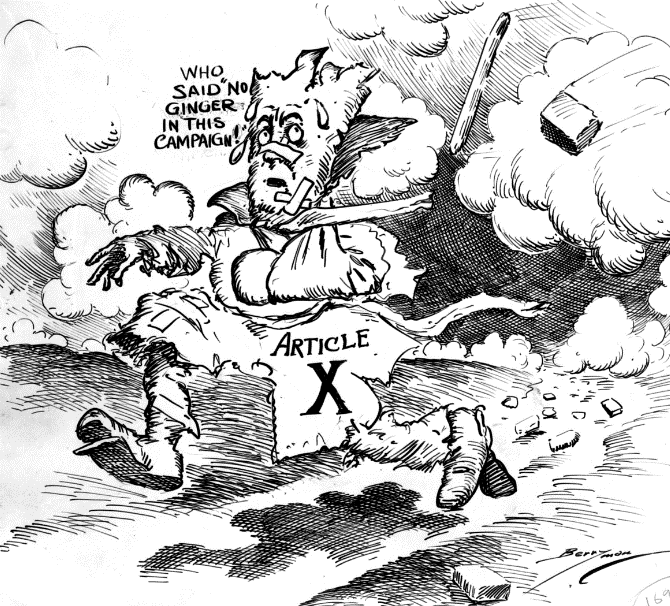 WHO
SAID "NO
GINGER
IN THIS
CAMPAIGN!"
ARTICLE
X
Berryman